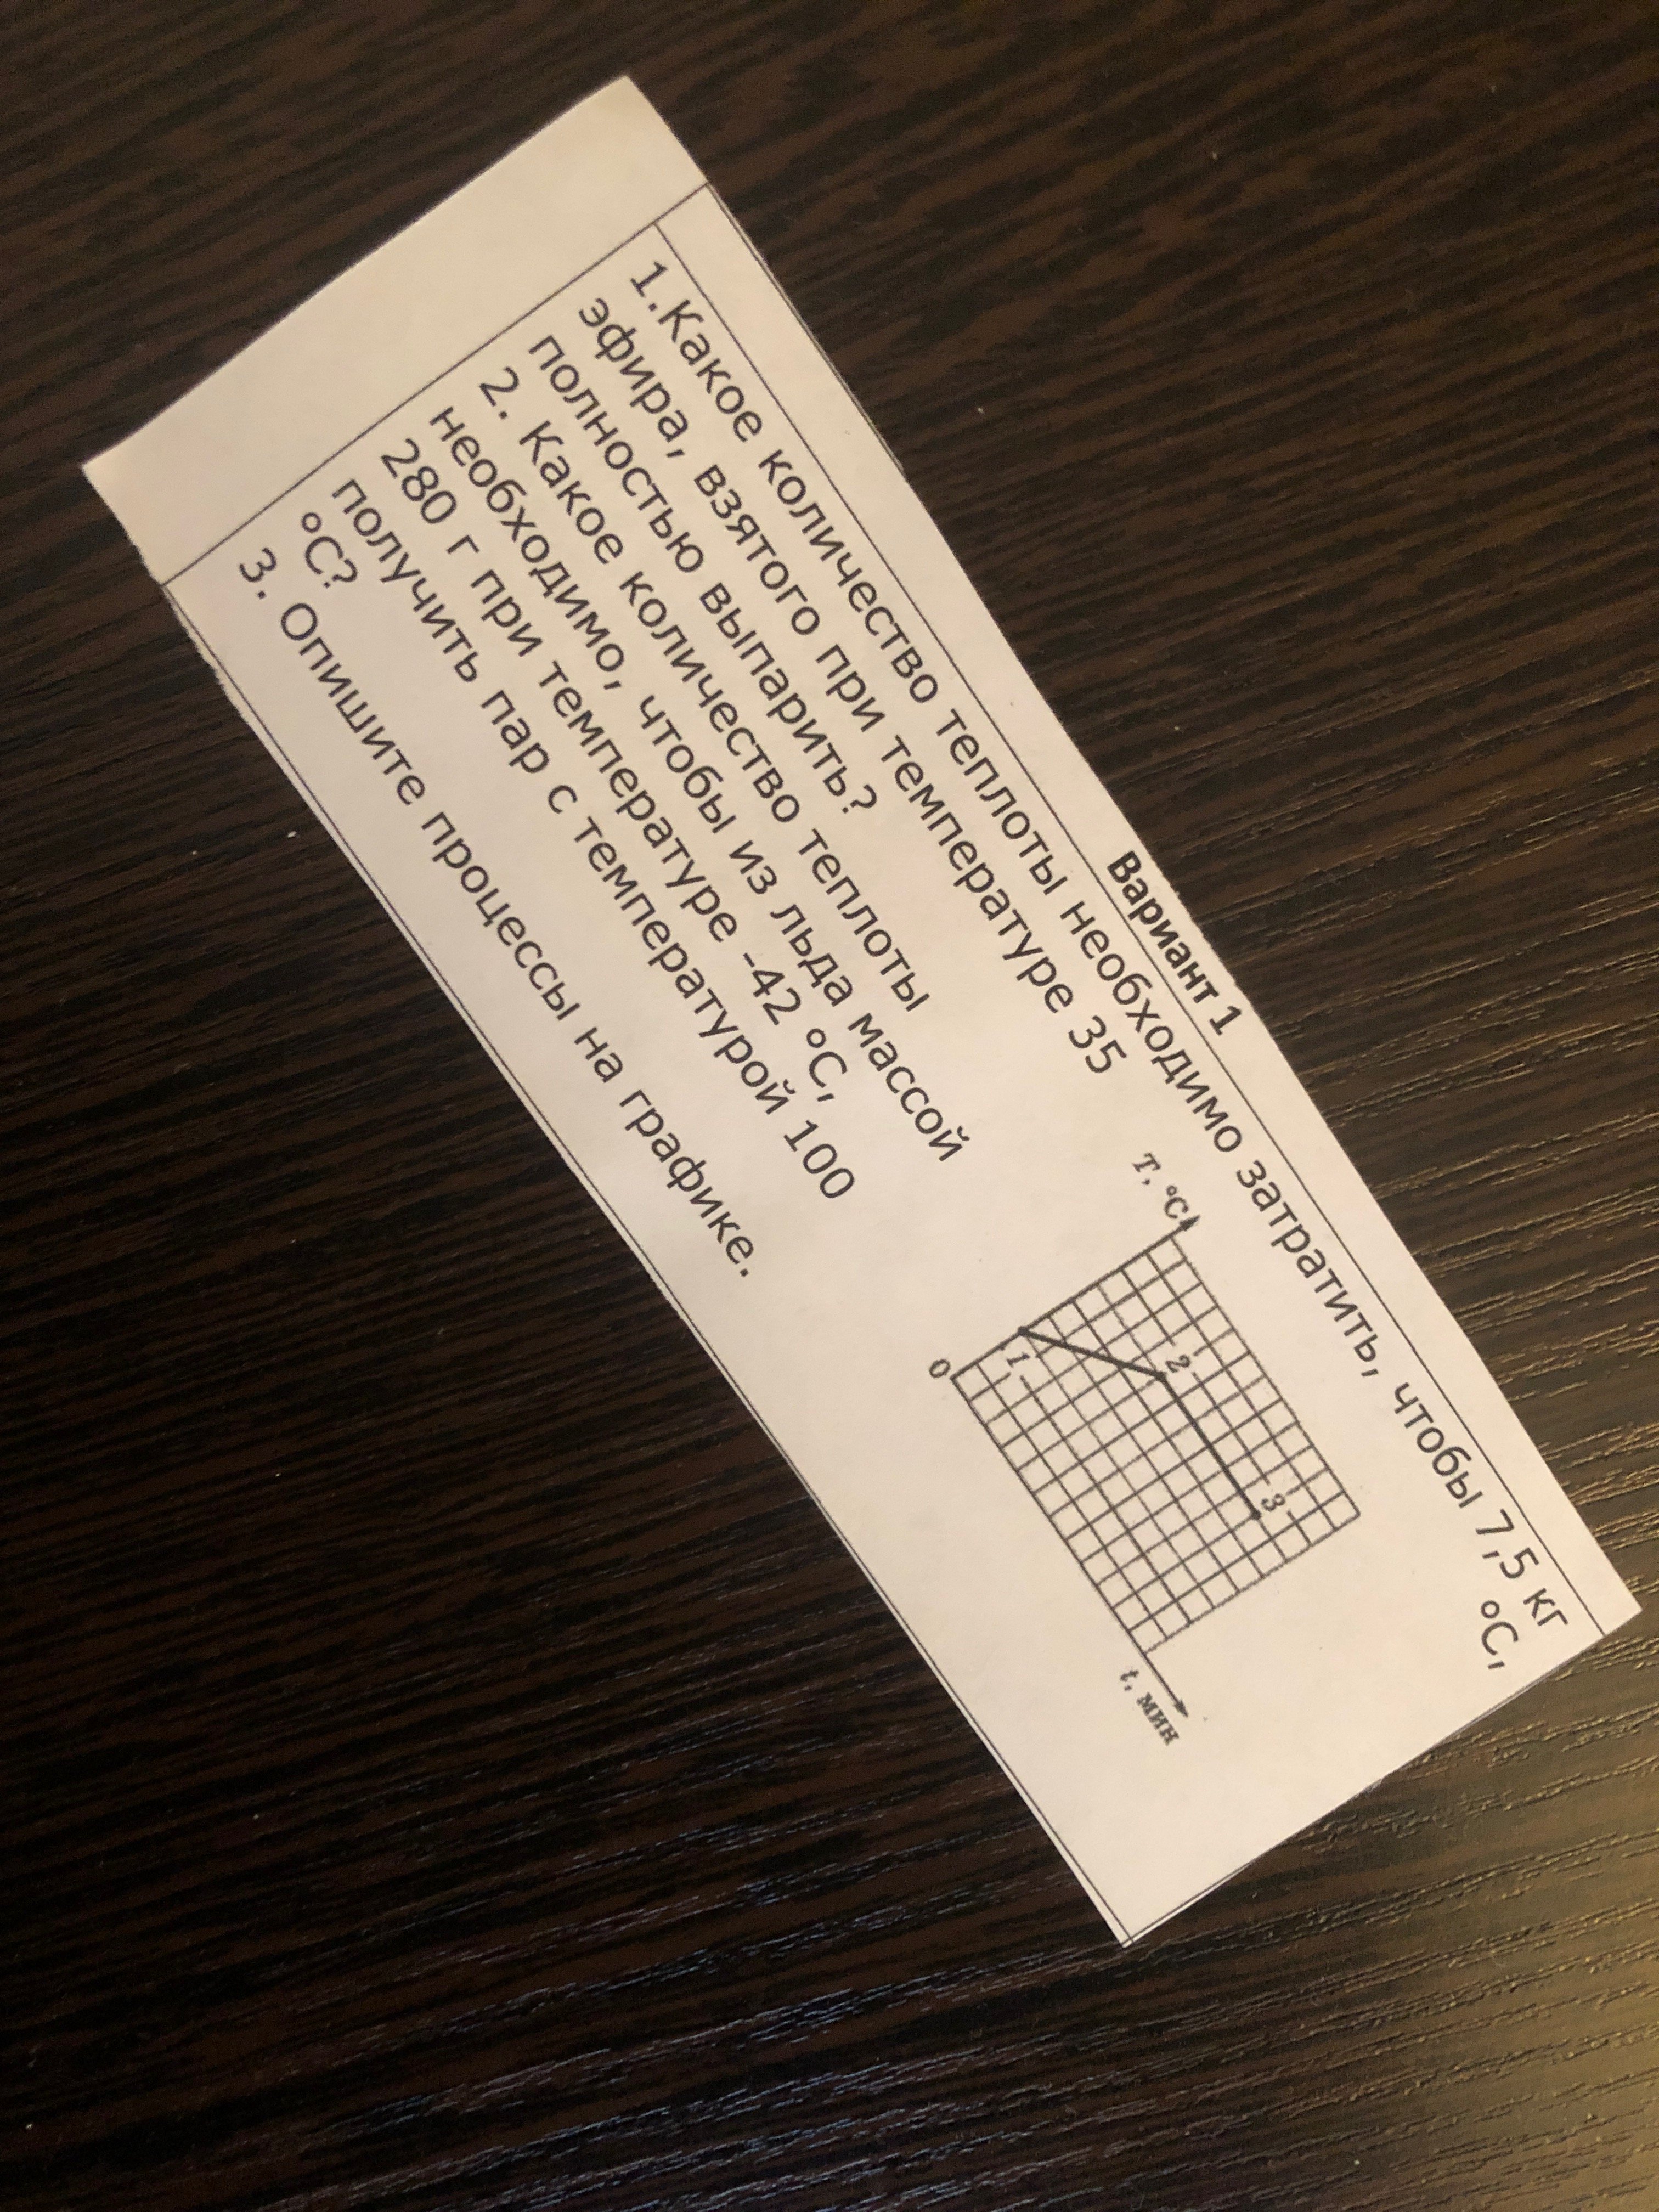 Вариант 1
1.Какое количество теплоты необходимо затратить, чтобы 7,5 кг
эфира, взятого при температуре 35 °С,
полностью выпарить?
2. Какое количество теплоты
необходимо, чтобы из льда массой
280 г при температуре -42 °С,
получить пар с температурой 100
°С?
3. Опишите процессы на графике.
T, °C
2
3
1
0
t, мин